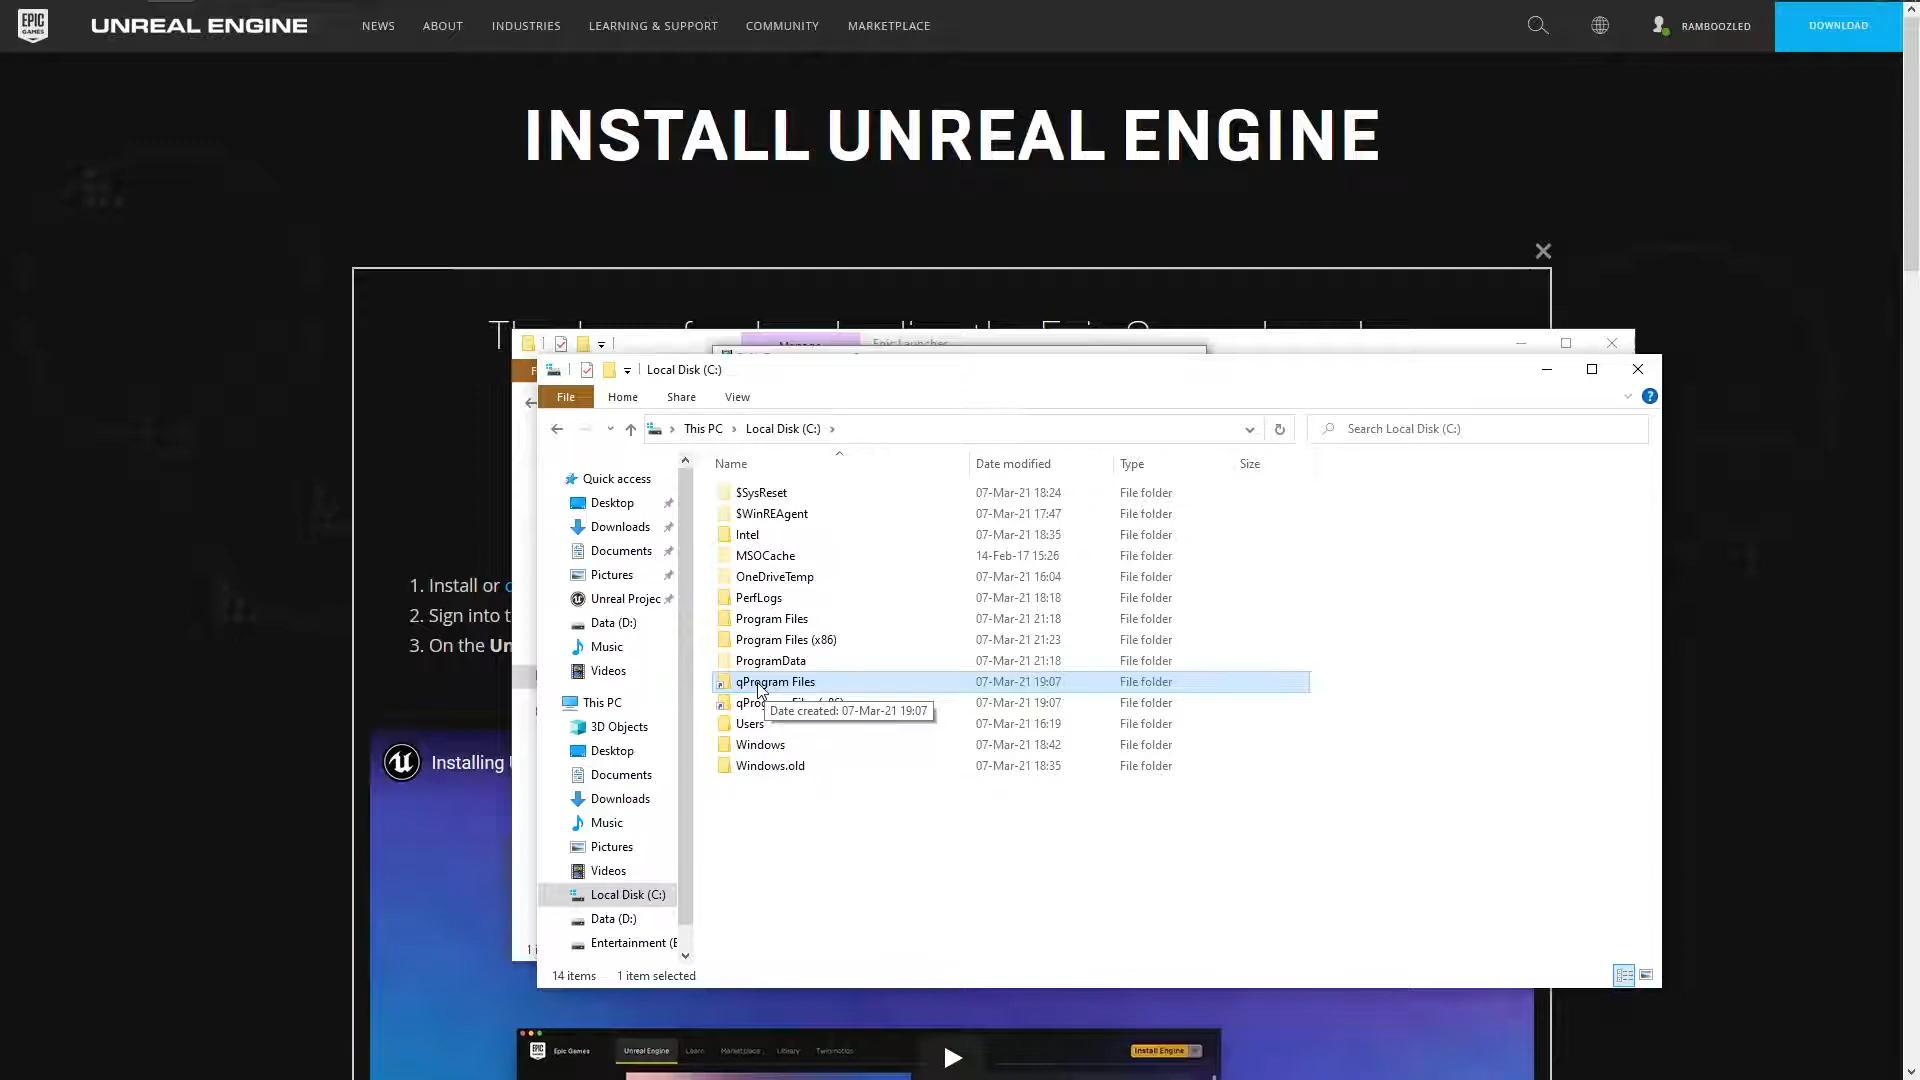 EPIC GAMES
UNREAL ENGINE
NEWS
ABOUT
INDUSTRIES
LEARNING & SUPPORT
COMMUNITY
MARKETPLACE
RAMBOOZLED
DOWNLOAD
INSTALL UNREAL ENGINE
1. Install or
2. Sign into
3. On the
Manage
Epic Launcher
Local Disk (C:)
File
Home
Share
View
This PC
Local Disk (C:)
Search Local Disk (C:)
Quick access
Desktop
Downloads
Documents
Pictures
Unreal Projec
Data (D:)
Music
Videos
This PC
3D Objects
Desktop
Documents
Downloads
Music
Pictures
Videos
Local Disk (C:)
Data (D:)
Entertainment (E
Name Date modified Type Size
$SysReset 07-Mar-21 18:24 File folder
$WinREAgent 07-Mar-21 17:47 File folder
Intel 07-Mar-21 18:35 File folder
MSOCache 14-Feb-17 15:26 File folder
OneDriveTemp 07-Mar-21 16:04 File folder
PerfLogs 07-Mar-21 18:18 File folder
Program Files 07-Mar-21 21:18 File folder
Program Files (x86) 07-Mar-21 21:23 File folder
ProgramData 07-Mar-21 21:18 File folder
qProgram Files 07-Mar-21 19:07 File folder
07-Mar-21 19:07 File folder
Date created: 07-Mar-21 19:07
Users 07-Mar-21 16:19 File folder
Windows 07-Mar-21 18:42 File folder
Windows.old 07-Mar-21 18:35 File folder
14 items
1 item selected
Installing
EPIC GAMES
Epic Games
Unreal Engine
Learn
Marketplace
Library
Twinmotion
Install Engine